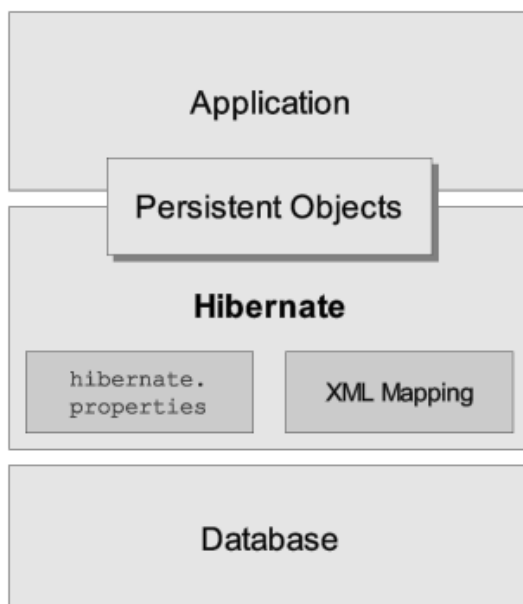 Application
Persistent Objects
Hibernate
hibernate.
properties
XML Mapping
Database